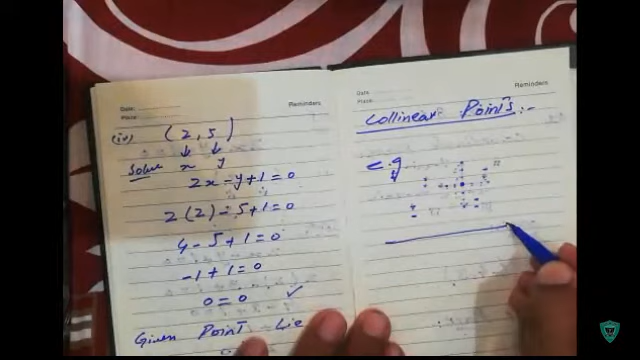 Date:
Place:
Reminders
(iv) (2, 5)
Solve x y
2x - y + 1 = 0
2(2) - 5 + 1 = 0
4 - 5 + 1 = 0
-1 + 1 = 0
0 = 0 ✓
Given Point Lie
Date:
Place:
Reminders
Collinear Points:-
e.g